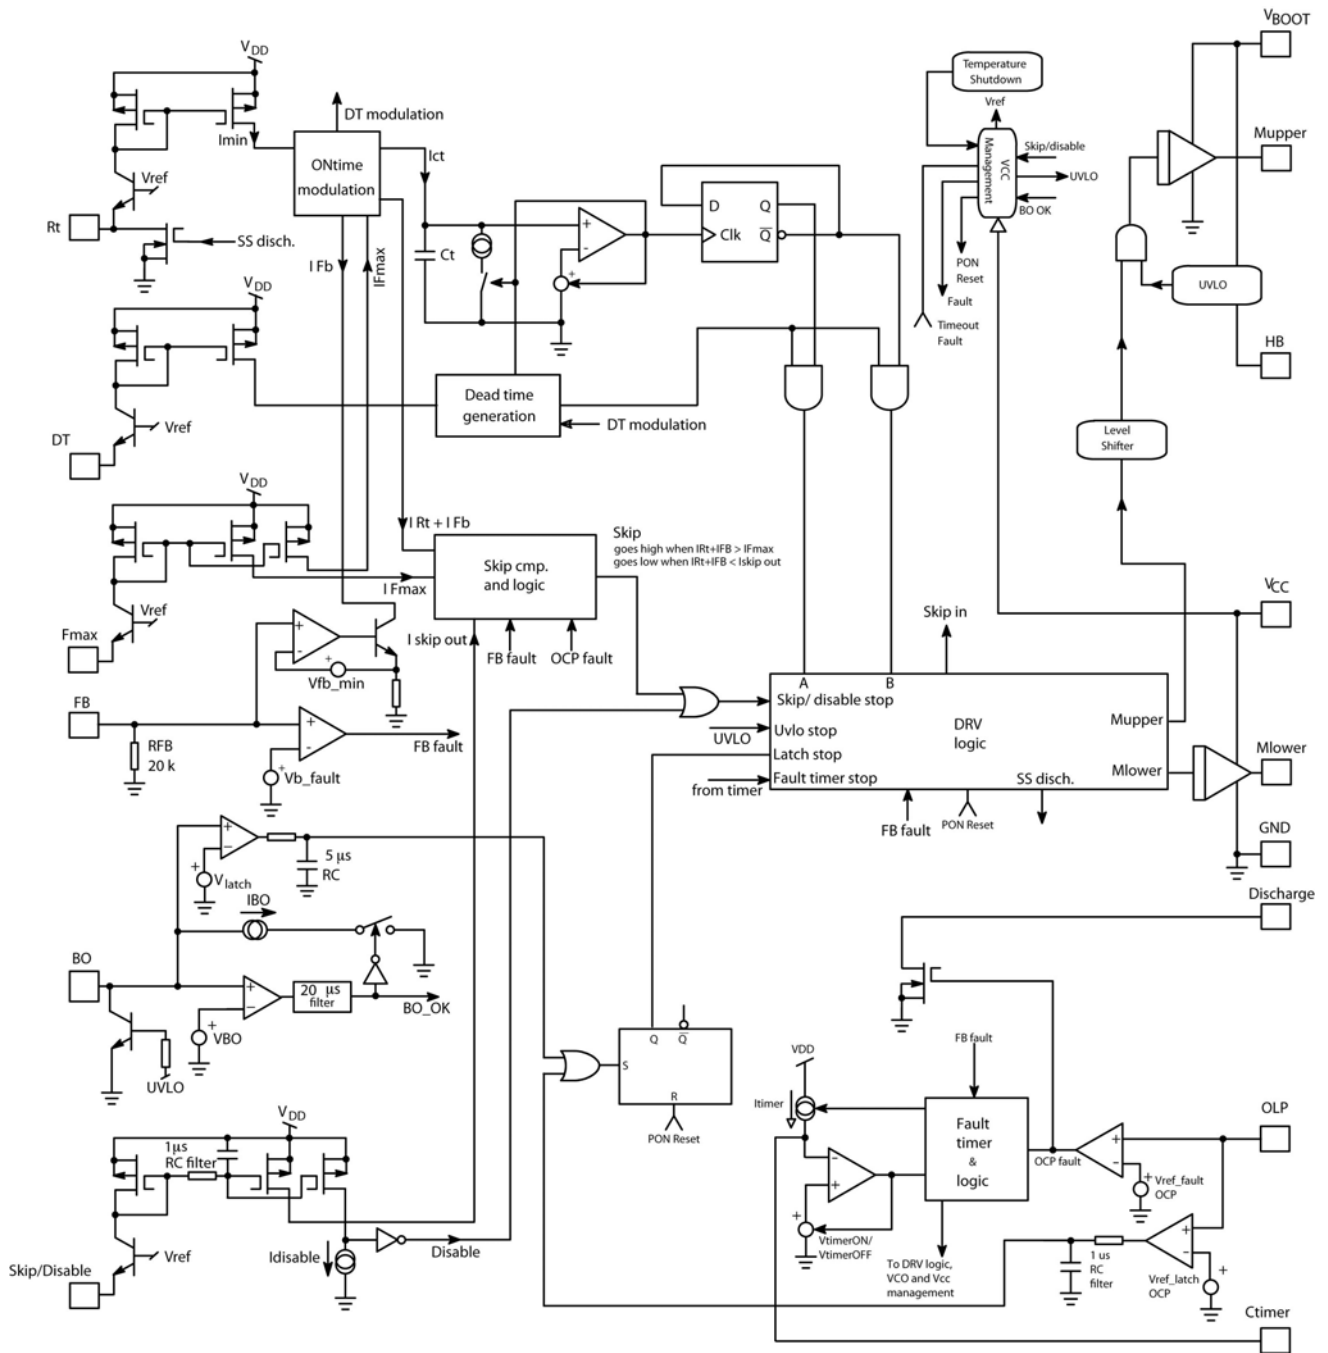 VBOOT
VDD
Temperature
Shutdown
Vref
DT modulation
Mupper
Imin
ONtime
modulation
Ict
VCC
Management
Skip/disable
UVLO
BO OK
Vref
Rt
SS disch.
I Fb
IFmax
Ct
+
-
+
D
Q
Clk
Q
PON
Reset
Fault
Timeout
Fault
UVLO
HB
VDD
Dead time
generation
DT modulation
Vref
DT
Level
Shifter
VDD
I Rt + I Fb
Skip
goes high when IRt+IFB > IFmax
goes low when IRt+IFB < Iskip out
Skip cmp.
and logic
I Fmax
Vref
Fmax
I skip out
FB fault
OCP fault
+
-
+
Vfb_min
Skip in
VCC
A
B
FB
RFB
20 k
+
-
+
Vb_fault
FB fault
Skip/ disable stop
UVLO
Uvlo stop
Latch stop
from timer
Fault timer stop
DRV
logic
Mupper
Mlower
SS disch.
FB fault
PON Reset
Mlower
GND
+
−
+
Vlatch
5 µs
RC
Discharge
IBO
BO
+
−
+
VBO
20 µs
filter
BO_OK
UVLO
Q
Q
S
R
PON Reset
VDD
Itimer
FB fault
Fault
timer
&
logic
OCP fault
-
+
+
VtimerON/
VtimerOFF
To DRV logic,
VCO and Vcc
management
OLP
+
-
+
Vref_fault
OCP
VDD
1µs
RC filter
Vref
Skip/Disable
Idisable
Disable
1 us
RC
filter
+
-
+
Vref_latch
OCP
Ctimer